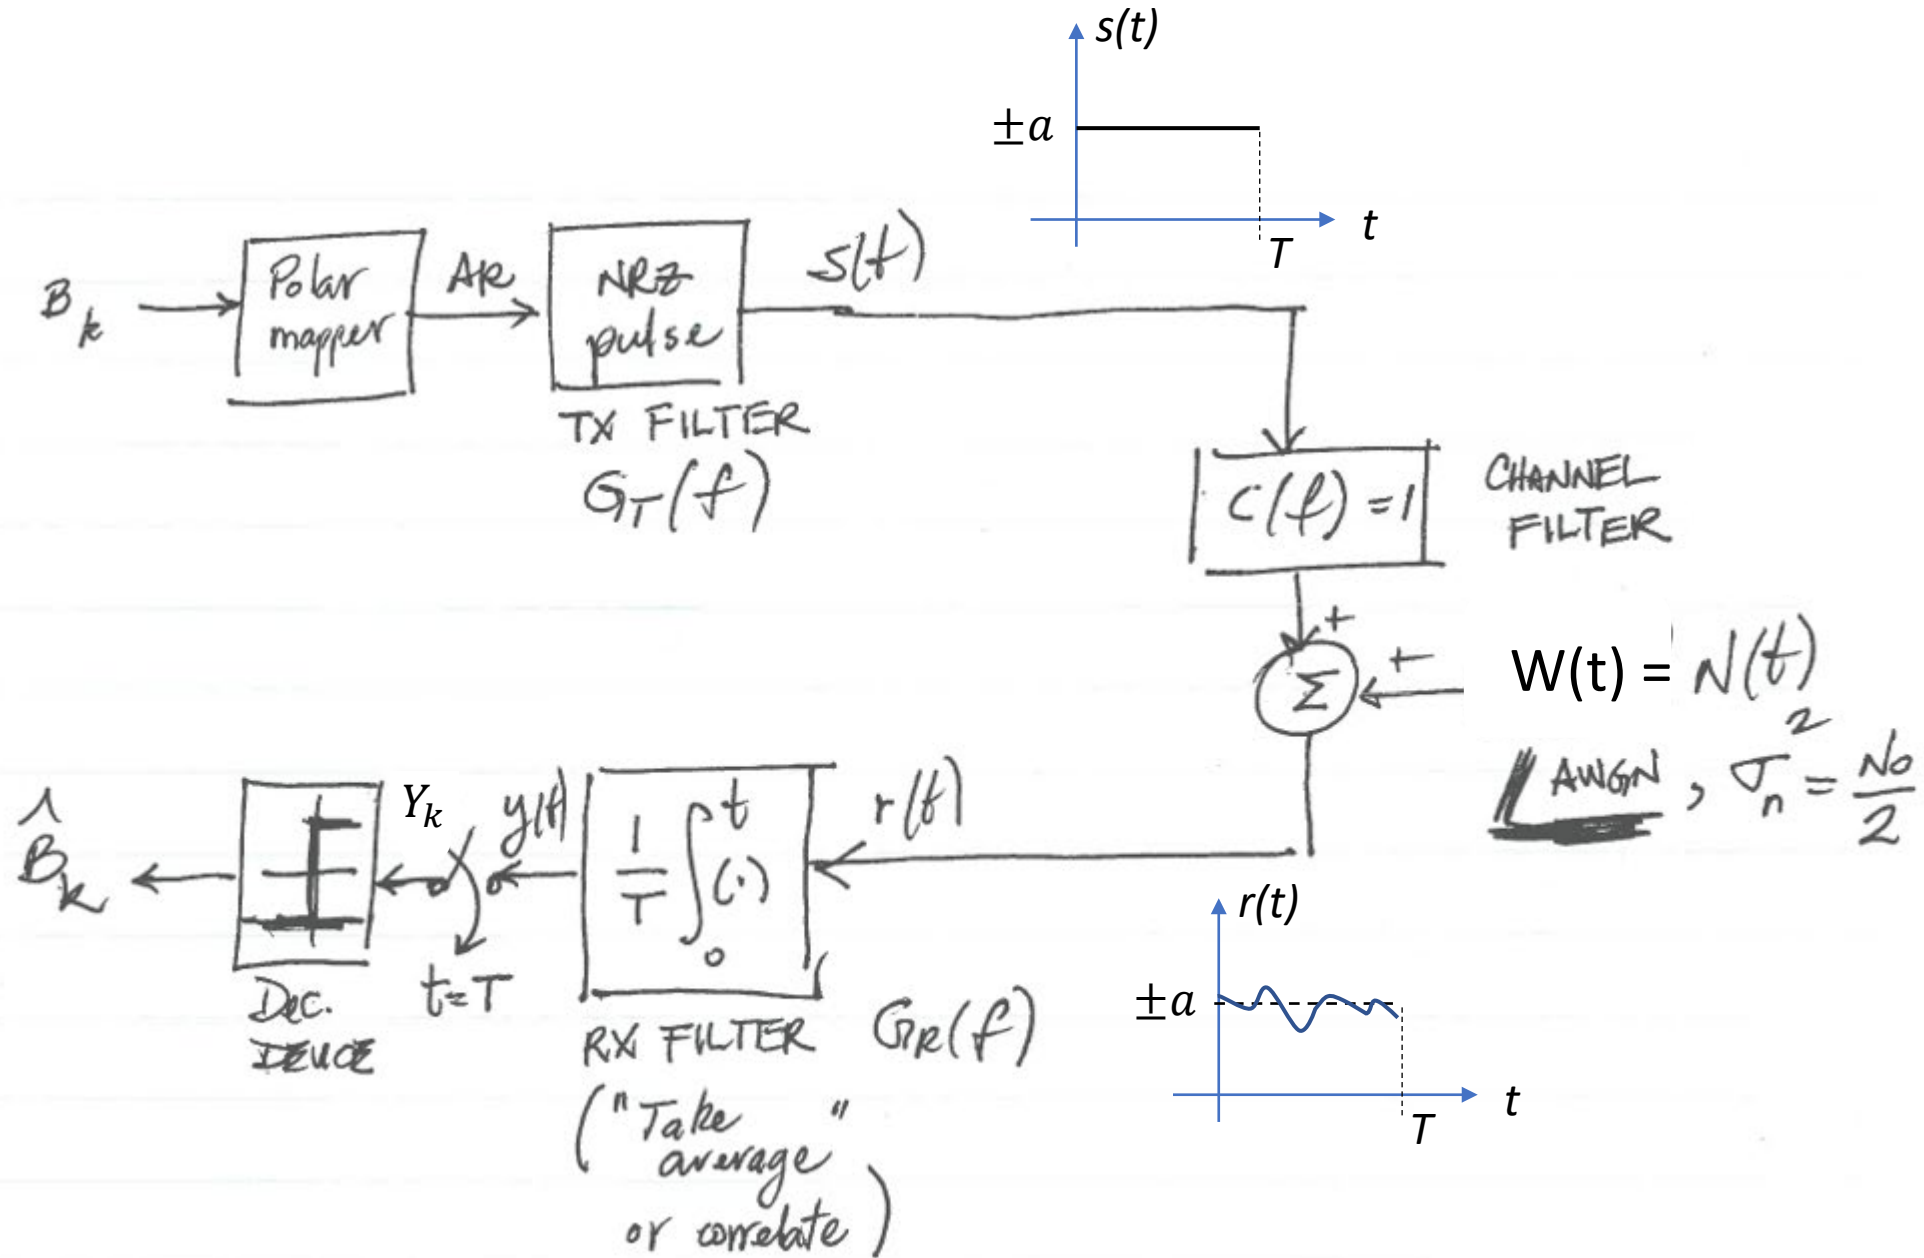 s(t)
±a
T
t
B_k
Polar
mapper
A_k
NRZ
pulse
s(t)
TX FILTER
G_T(f)
C(f) = 1
CHANNEL
FILTER
+
Σ
+
W(t) = N(t)
AWGN, σ_n^2 = N_0/2
r(t)
1/T ∫_0^t (·)
y(t)
Y_k
t=T
B̂_k
Dec.
DEVICE
RX FILTER
G_R(f)
("Take
average"
or correlate)
r(t)
±a
T
t